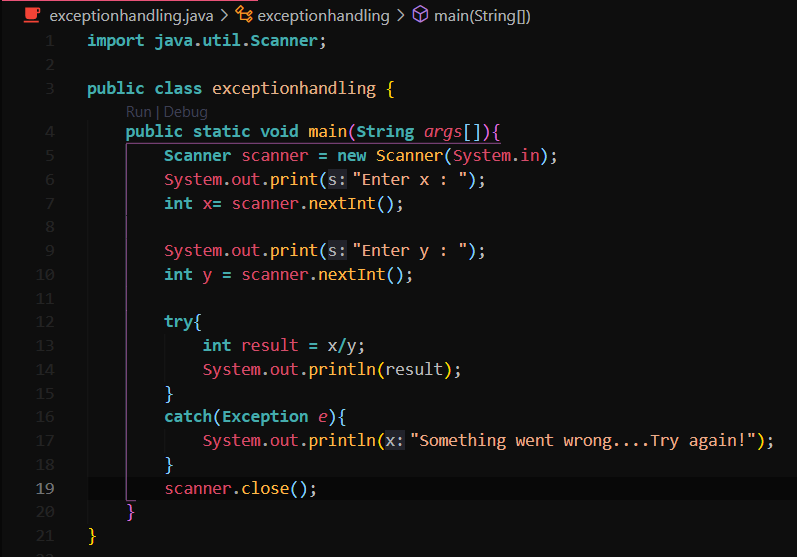 exceptionhandling.java > exceptionhandling > main(String[])
1 import java.util.Scanner;
2
3 public class exceptionhandling {
Run | Debug
4 public static void main(String args[]){
5 Scanner scanner = new Scanner(System.in);
6 System.out.print(s: "Enter x : ");
7 int x= scanner.nextInt();
8
9 System.out.print(s: "Enter y : ");
10 int y = scanner.nextInt();
11
12 try{
13 int result = x/y;
14 System.out.println(result);
15 }
16 catch(Exception e){
17 System.out.println(x: "Something went wrong....Try again!");
18 }
19 scanner.close();
20 }
21 }